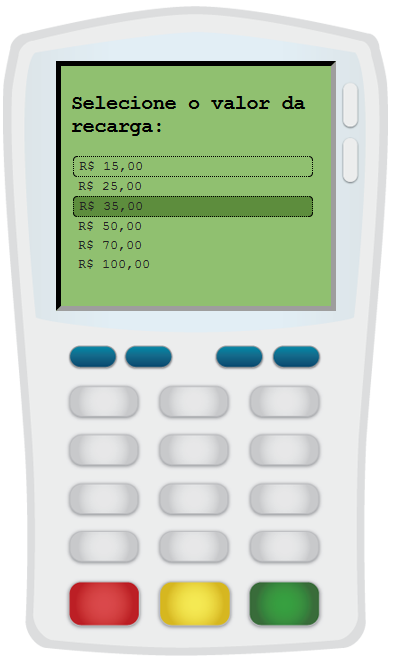 Selecione o valor da
recarga:
R$ 15,00
R$ 25,00
R$ 35,00
R$ 50,00
R$ 70,00
R$ 100,00